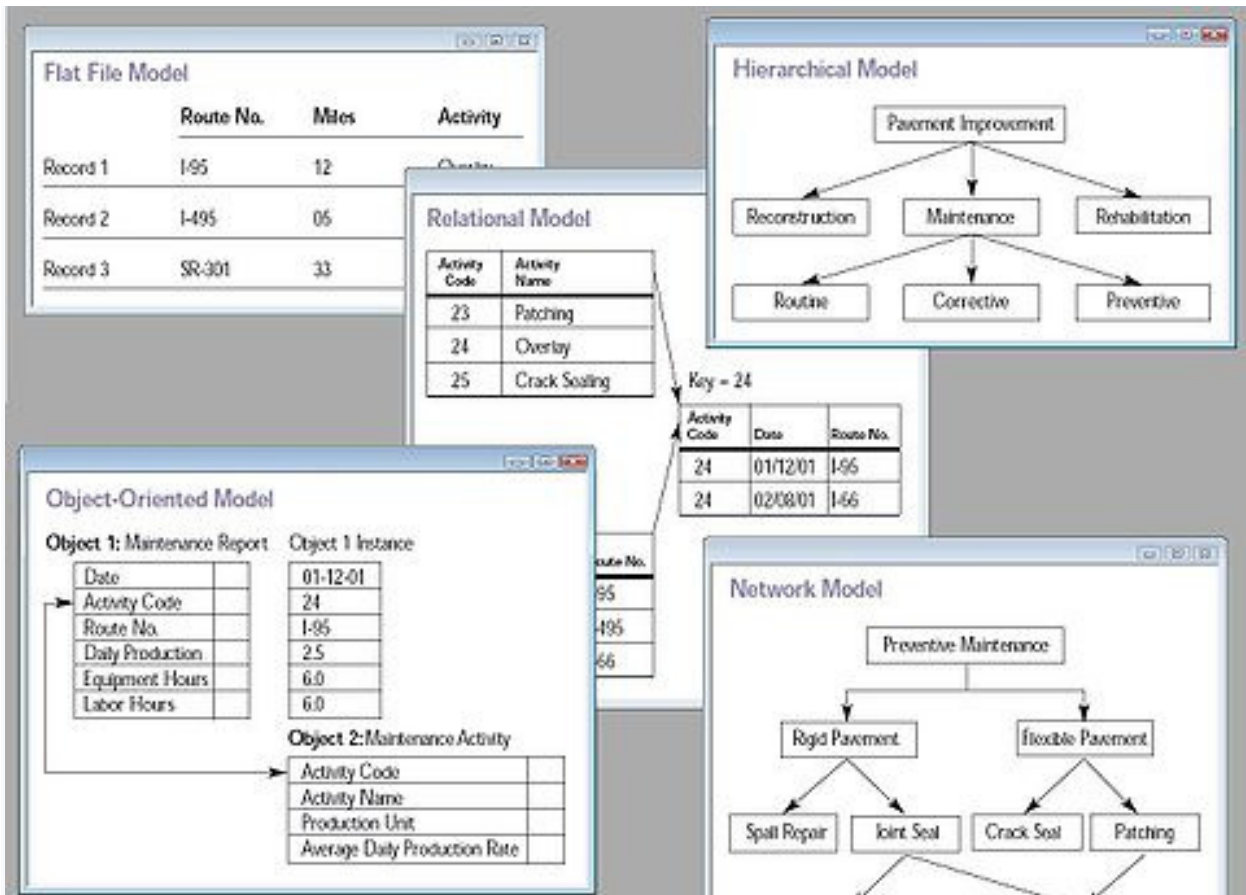 Flat File Model
Route No. Miles Activity
Record 1 I-95 12 Overlay
Record 2 I-495 05
Record 3 SR-301 33
Hierarchical Model
Pavement Improvement
Reconstruction Maintenance Rehabilitation
Routine Corrective Preventive
Relational Model
Activity Code Activity Name
23 Patching
24 Overlay
25 Crack Sealing
Key = 24
Activity Code Date Route No.
24 01/12/01 I-95
24 02/08/01 I-66
Route No.
95
-495
66
Object-Oriented Model
Object 1: Maintenance Report Object 1 Instance
Date 01-12-01
Activity Code 24
Route No. I-95
Daily Production 2.5
Equipment Hours 6.0
Labor Hours 6.0
Object 2: Maintenance Activity
Activity Code
Activity Name
Production Unit
Average Daily Production Rate
Network Model
Preventive Maintenance
Rigid Pavement Flexible Pavement
Spall Repair Joint Seal Crack Seal Patching